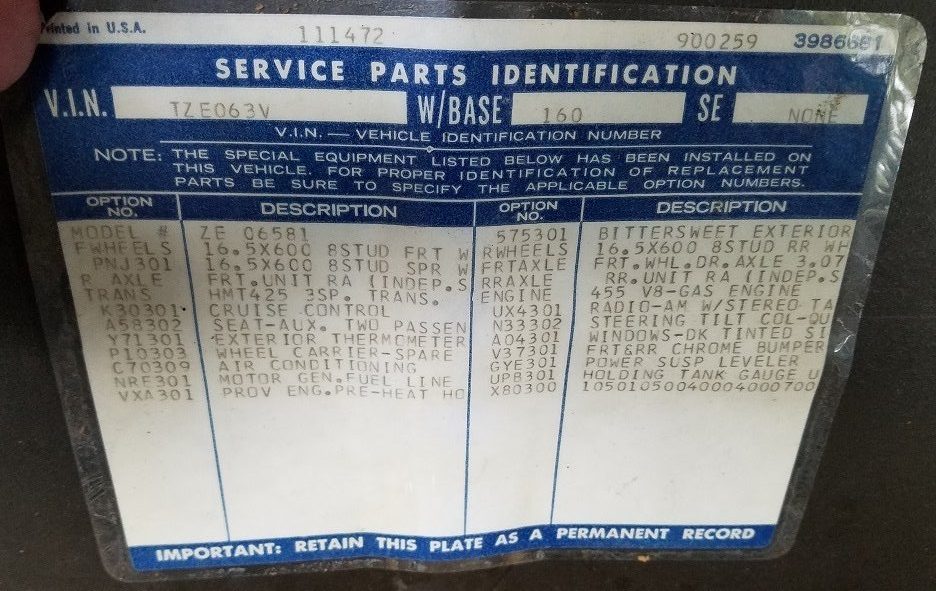 Printed in U.S.A. 111472 900259 3986681
SERVICE PARTS IDENTIFICATION
V.I.N. TZE063V W/BASE 160 SE NONE
V.I.N. — VEHICLE IDENTIFICATION NUMBER
NOTE: THE SPECIAL EQUIPMENT LISTED BELOW HAS BEEN INSTALLED ON
THIS VEHICLE. FOR PROPER IDENTIFICATION OF REPLACEMENT
PARTS BE SURE TO SPECIFY THE APPLICABLE OPTION NUMBERS.
OPTION NO. DESCRIPTION OPTION NO. DESCRIPTION
MODEL # ZE 06581 575301 BITTERSWEET EXTERIOR
FWHEELS 16.5X600 8STUD FRT W RWHEELS 16.5X600 8STUD RR WH
PNJ301 16.5X600 8STUD SPR W FRTAXLE FRT.WHL.DR.AXLE 3.07
R AXLE FRT.UNIT RA (INDEP.S RRAXLE RR.UNIT RA (INDEP.S
TRANS HMT425 3SP. TRANS. ENGINE 455 V8-GAS ENGINE
K30301 CRUISE CONTROL UX4301 RADIO-AM W/STEREO TA
A58302 SEAT-AUX. TWO PASSEN N33302 STEERING TILT COL-QU
Y71301 EXTERIOR THERMOMETER A04301 WINDOWS-DK TINTED ST
P10303 WHEEL CARRIER-SPARE V37301 FRT&RR CHROME BUMPER
C70309 AIR CONDITIONING GYE301 POWER SUSP LEVELER
NRF301 MOTOR GEN.FUEL LINE UP8301 HOLDING TANK GAUGE U
VXA301 PROV ENG.PRE-HEAT HO X80300 10501050040004000700
IMPORTANT: RETAIN THIS PLATE AS A PERMANENT RECORD